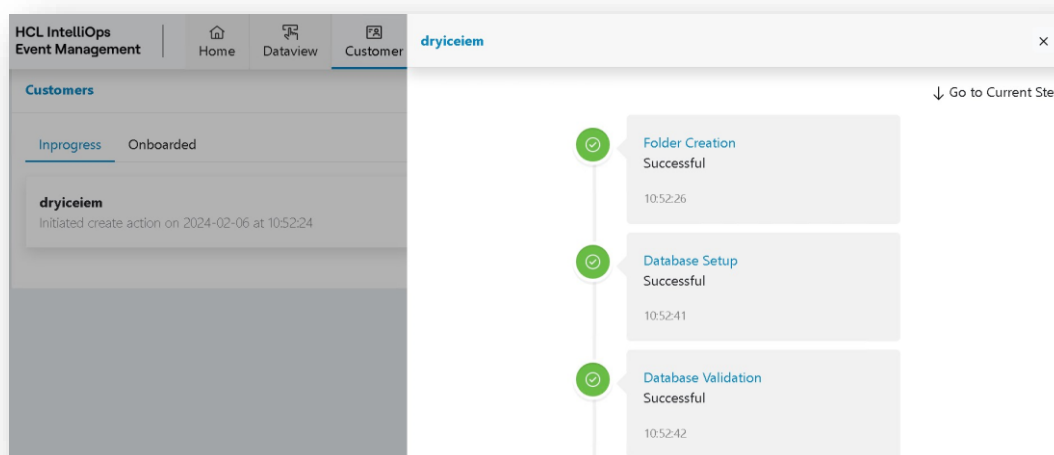 HCL IntelliOps
Event Management
Home
Dataview
Customer
dryiceiem
Customers
Go to Current Ste
Inprogress
Onboarded
dryiceiem
Initiated create action on 2024-02-06 at 10:52:24
Folder Creation
Successful
10:52:26
Database Setup
Successful
10:52:41
Database Validation
Successful
10:52:42